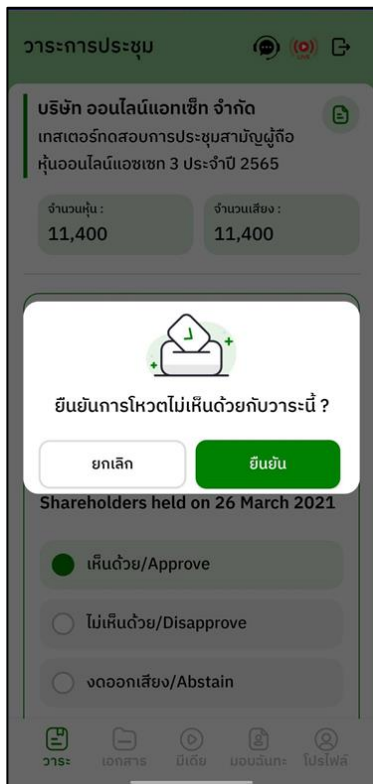 วาระการประชุม
LIVE
บริษัท ออนไลน์แอทเซ็ท จำกัด
เทสเตอร์ทดสอบการประชุมสามัญผู้ถือ
หุ้นออนไลน์แอซเซท 3 ประจำปี 2565
จำนวนหุ้น : จำนวนเสียง :
11,400 11,400
ยืนยันการโหวตไม่เห็นด้วยกับวาระนี้ ?
ยกเลิก ยืนยัน
Shareholders held on 26 March 2021
เห็นด้วย/Approve
ไม่เห็นด้วย/Disapprove
งดออกเสียง/Abstain
วาระ เอกสาร มีเดีย มอบฉันทะ โปรไฟล์